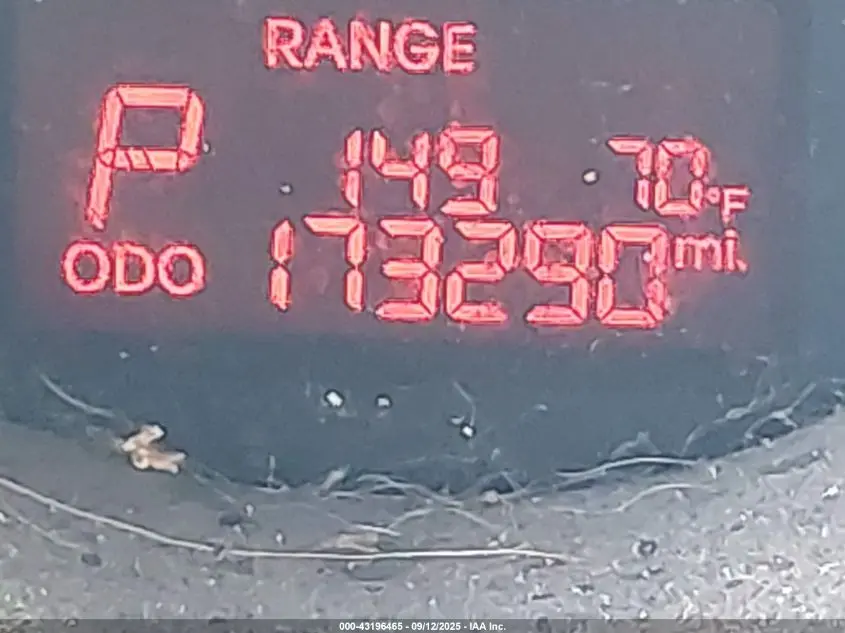 RANGE
P 149 70°F
ODO 173290 mi.
000-43196465 - 09/12/2025 - IAA Inc.